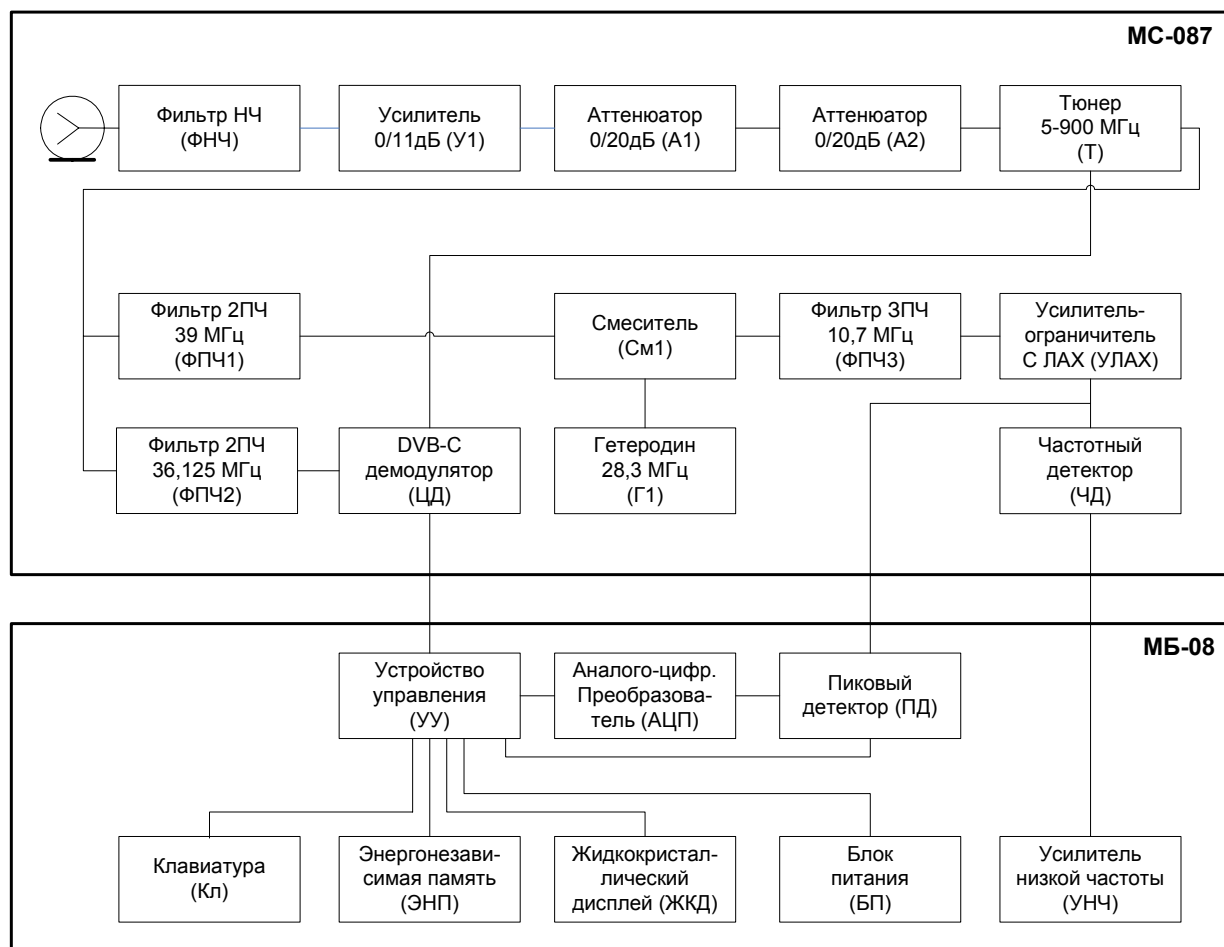 МС-087
Фильтр НЧ
(ФНЧ)
Усилитель
0/11дБ (У1)
Аттенюатор
0/20дБ (А1)
Аттенюатор
0/20дБ (А2)
Тюнер
5-900 МГц
(Т)
Фильтр 2ПЧ
39 МГц
(ФПЧ1)
Смеситель
(См1)
Фильтр 3ПЧ
10,7 МГц
(ФПЧ3)
Усилитель-
ограничитель
С ЛАХ (УЛАХ)
Фильтр 2ПЧ
36,125 МГц
(ФПЧ2)
DVB-C
демодулятор
(ЦД)
Гетеродин
28,3 МГц
(Г1)
Частотный
детектор
(ЧД)
МБ-08
Устройство
управления
(УУ)
Аналого-цифр.
Преобразова-
тель (АЦП)
Пиковый
детектор (ПД)
Клавиатура
(Кл)
Энергонезави-
симая память
(ЭНП)
Жидкокристал-
лический
дисплей (ЖКД)
Блок
питания
(БП)
Усилитель
низкой частоты
(УНЧ)